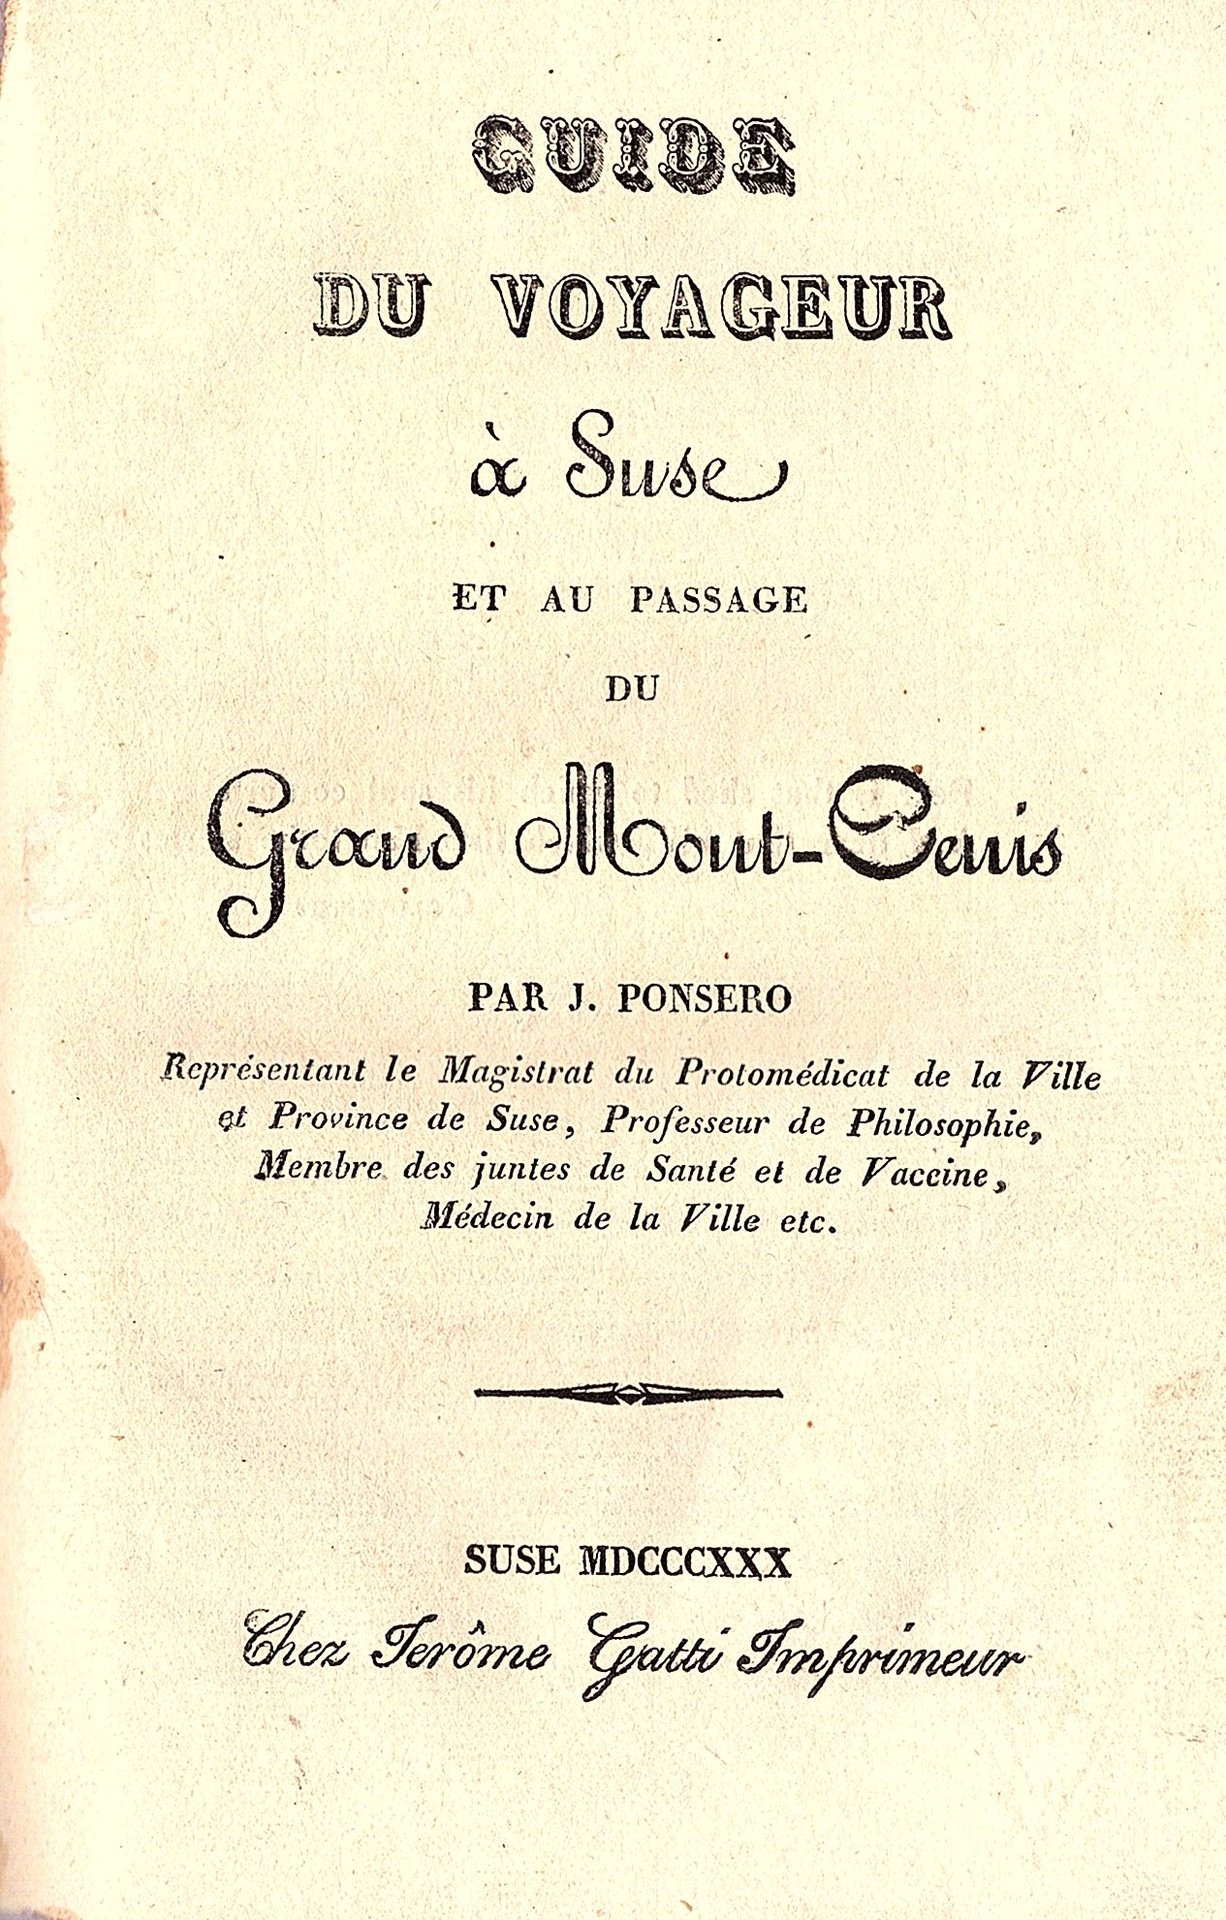 GUIDE
DU VOYAGEUR
à Suse
ET AU PASSAGE
DU
Grand Mont-Cenis
PAR J. PONSERO
Représentant le Magistrat du Protomédicat de la Ville
et Province de Suse, Professeur de Philosophie,
Membre des juntes de Santé et de Vaccine,
Médecin de la Ville etc.
SUSE MDCCCXXX
Chez Jerôme Gatti Imprimeur